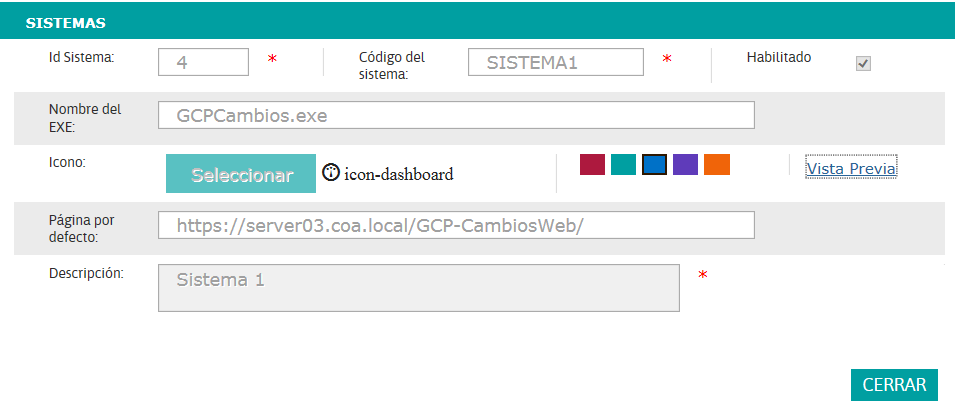 SISTEMAS
Id Sistema: 4 * Código del sistema: SISTEMA1 * Habilitado
Nombre del EXE: GCPCambios.exe
Icono: Seleccionar icon-dashboard Vista Previa
Página por defecto: https://server03.coa.local/GCP-CambiosWeb/
Descripción: Sistema 1 *
CERRAR